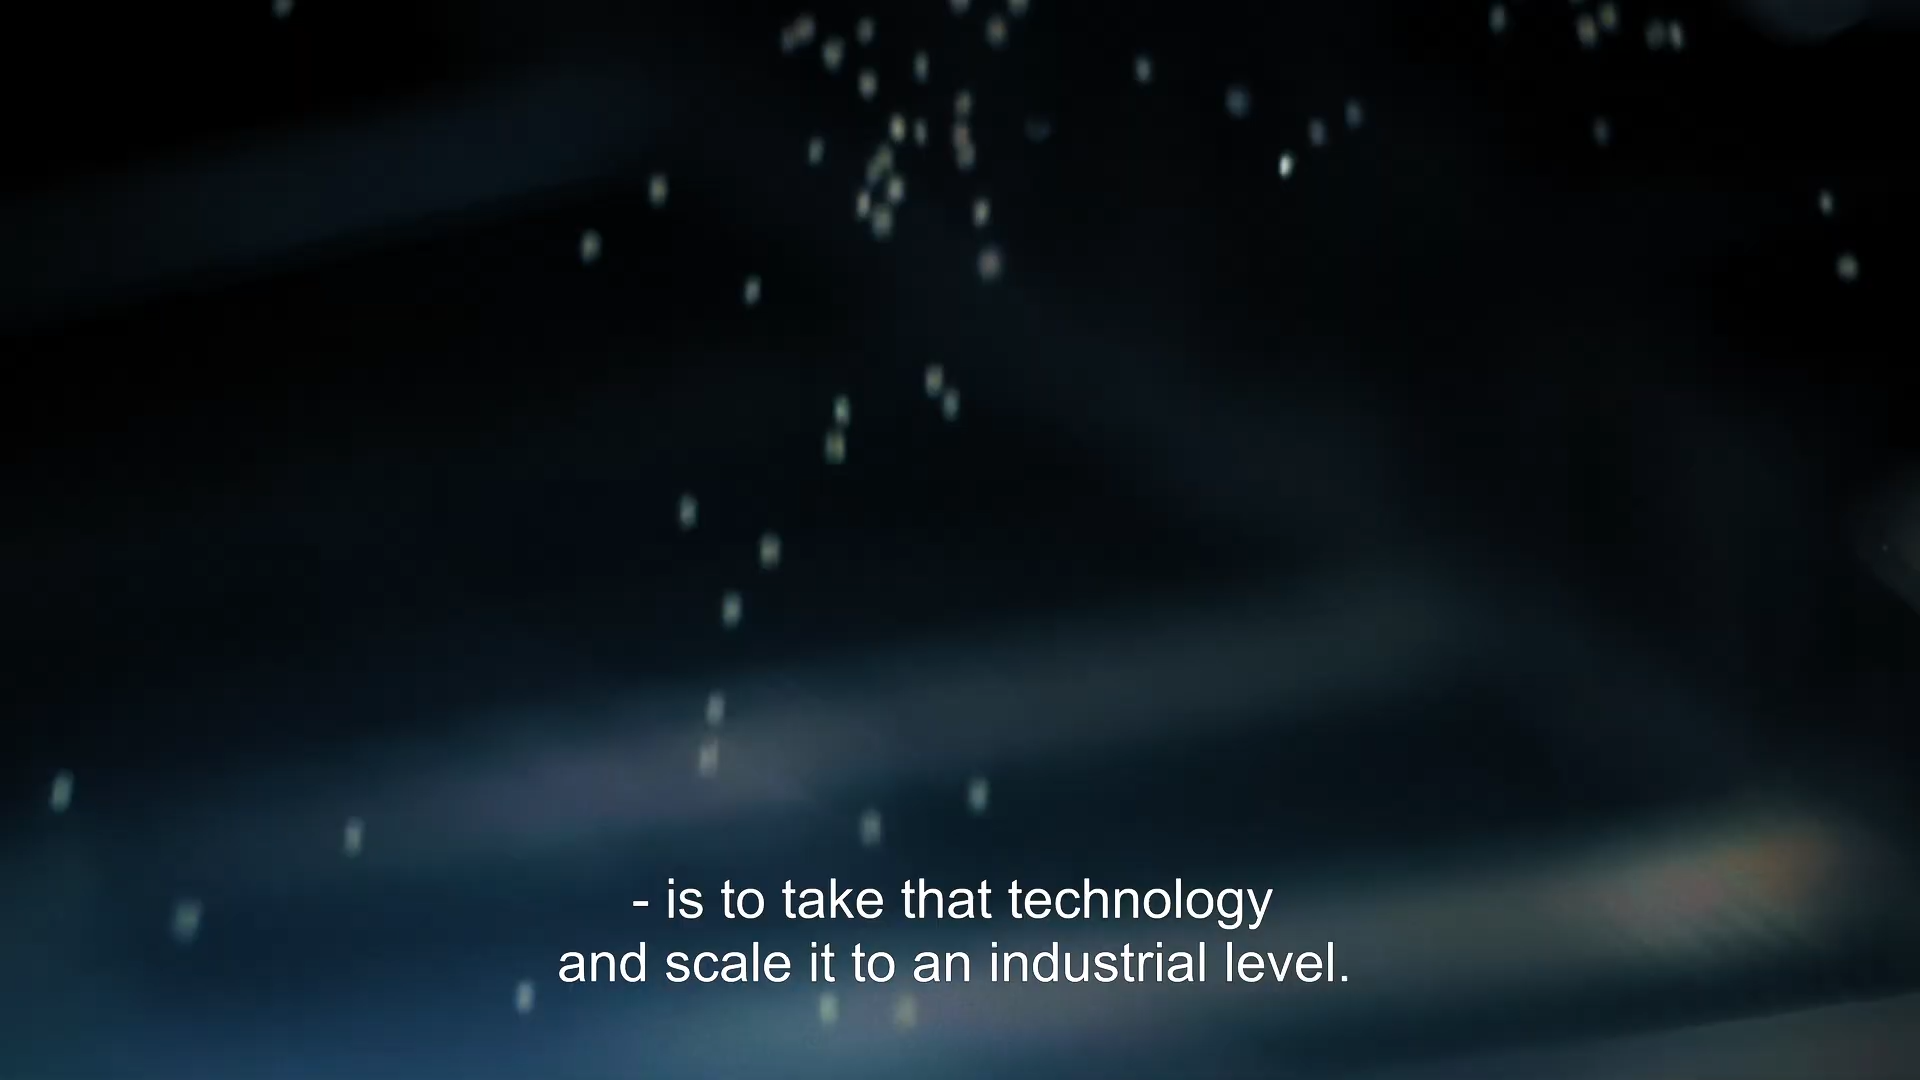 - is to take that technology
and scale it to an industrial level.